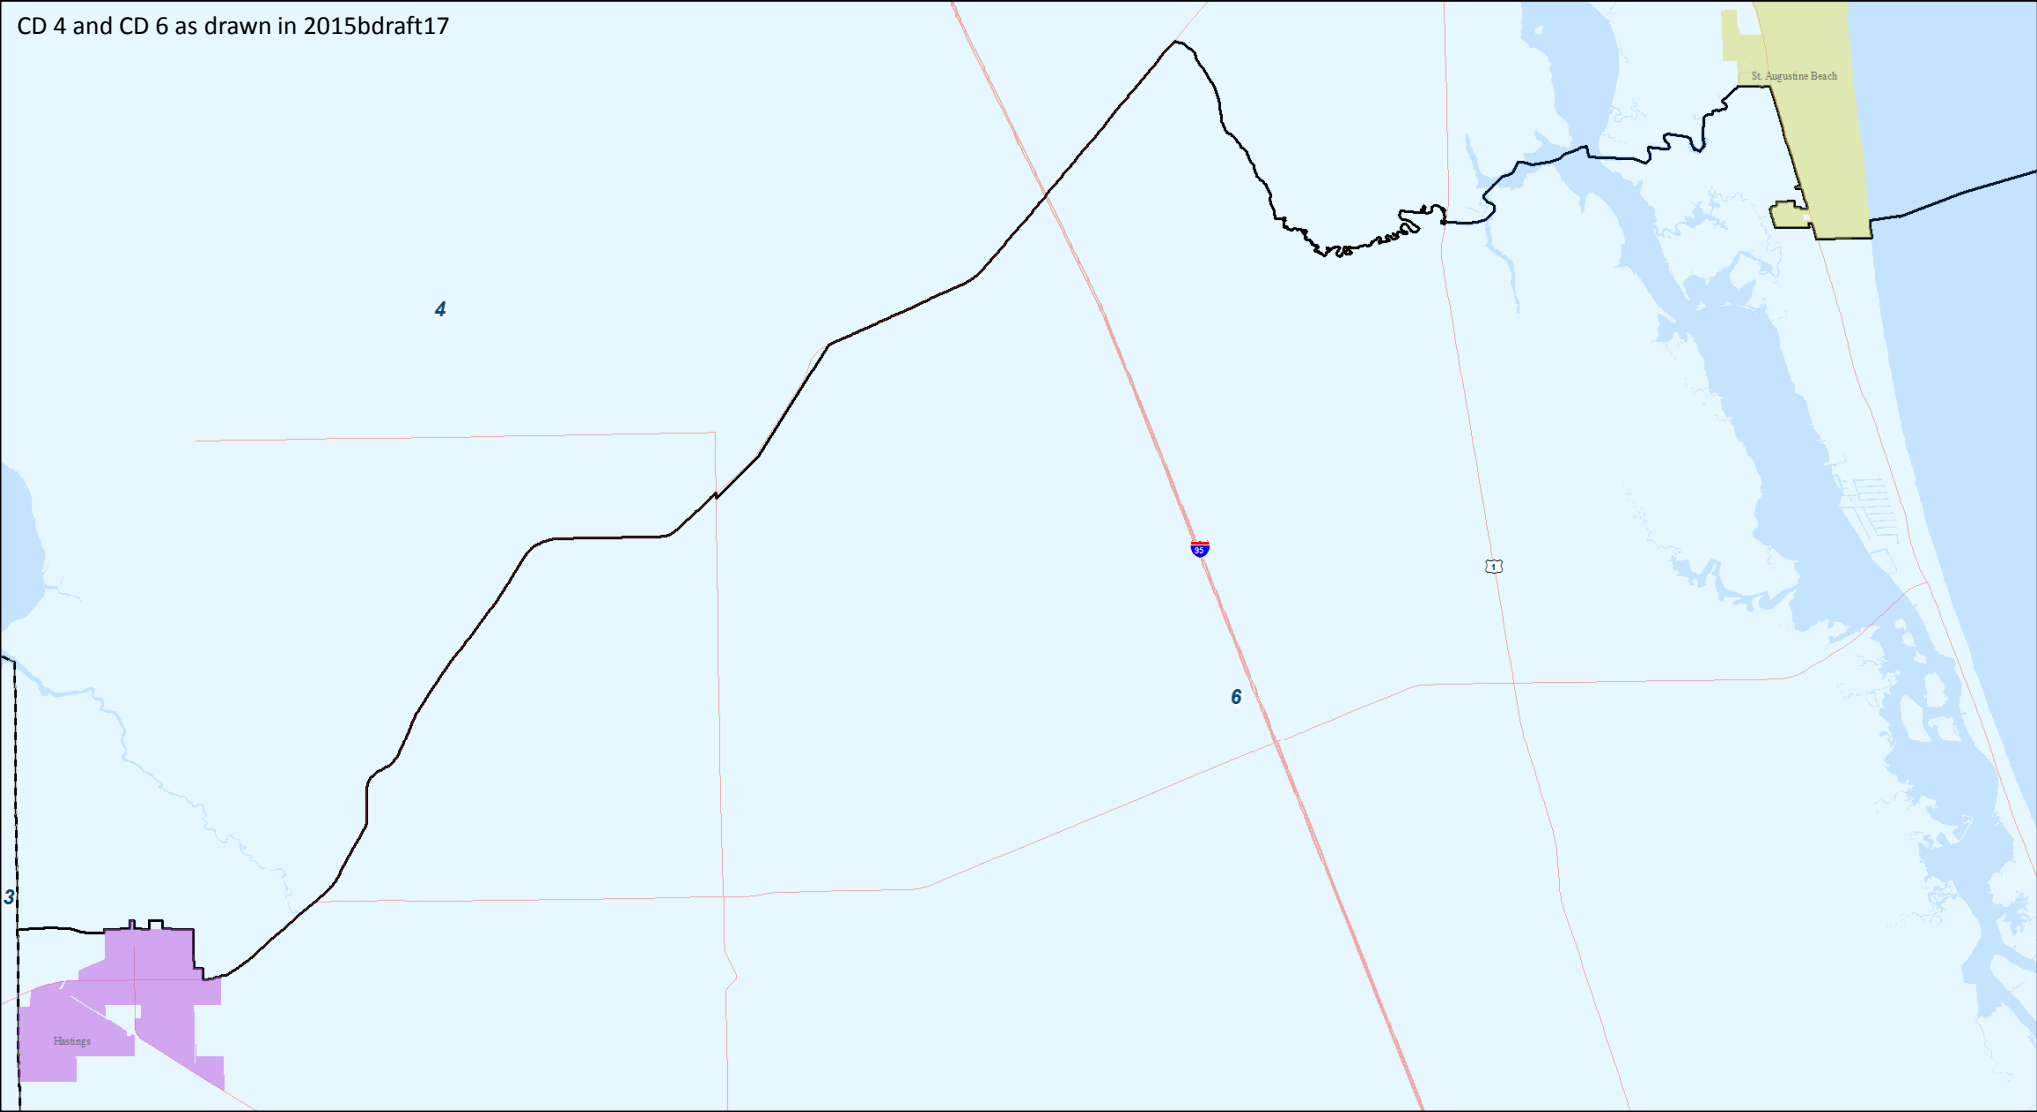 CD 4 and CD 6 as drawn in 2015bdraft17
St. Augustine Beach
4
95
1
6
3
Hastings